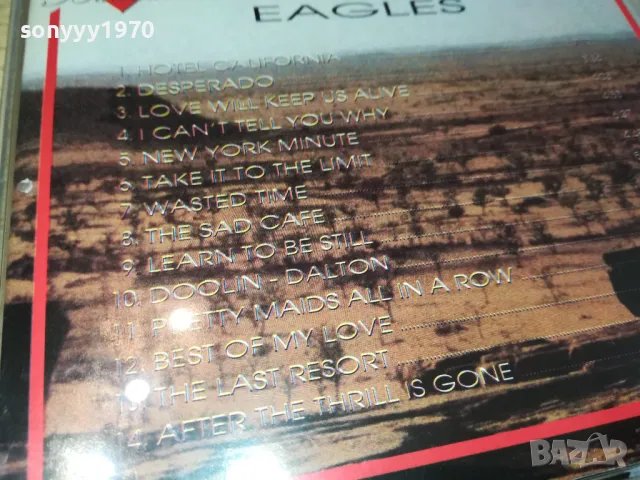 sonyyy1970
EAGLES
1. HOTEL CALIFORNIA
2. DESPERADO
3. LOVE WILL KEEP US ALIVE
4. I CAN'T TELL YOU WHY
5. NEW YORK MINUTE
6. TAKE IT TO THE LIMIT
7. WASTED TIME
8. THE SAD CAFE
9. LEARN TO BE STILL
10. DOOLIN - DALTON
11. PRETTY MAIDS ALL IN A ROW
12. BEST OF MY LOVE
13. THE LAST RESORT
14. AFTER THE THRILL IS GONE
BAZAR